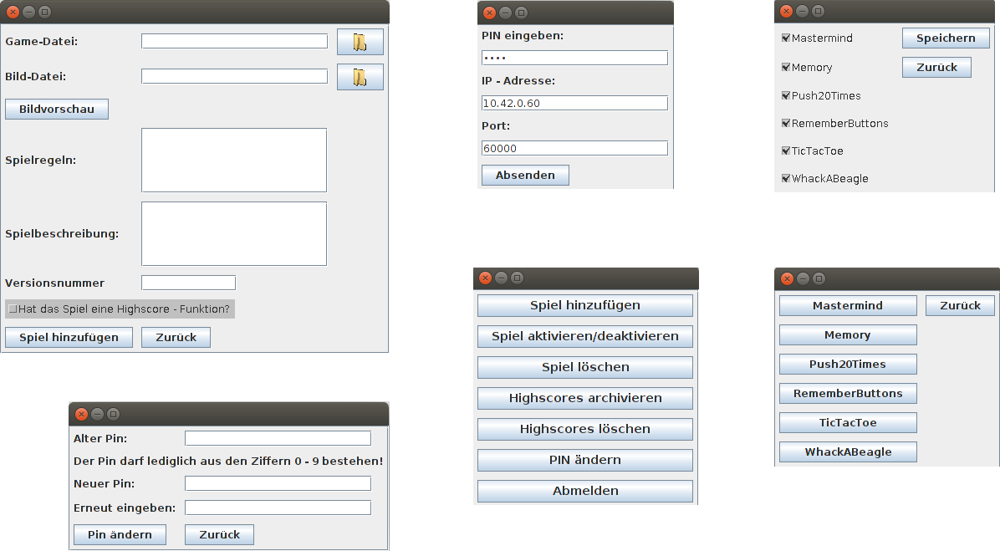 Game-Datei:
Bild-Datei:
Bildvorschau
Spielregeln:
Spielbeschreibung:
Versionsnummer
Hat das Spiel eine Highscore - Funktion?
Spiel hinzufügen Zurück
PIN eingeben:
••••
IP - Adresse:
10.42.0.60
Port:
60000
Absenden
Mastermind Speichern
Memory Zurück
Push20Times
RememberButtons
TicTacToe
WhackABeagle
Alter Pin:
Der Pin darf lediglich aus den Ziffern 0 - 9 bestehen!
Neuer Pin:
Erneut eingeben:
Pin ändern Zurück
Spiel hinzufügen
Spiel aktivieren/deaktivieren
Spiel löschen
Highscores archivieren
Highscores löschen
PIN ändern
Abmelden
Mastermind Zurück
Memory
Push20Times
RememberButtons
TicTacToe
WhackABeagle